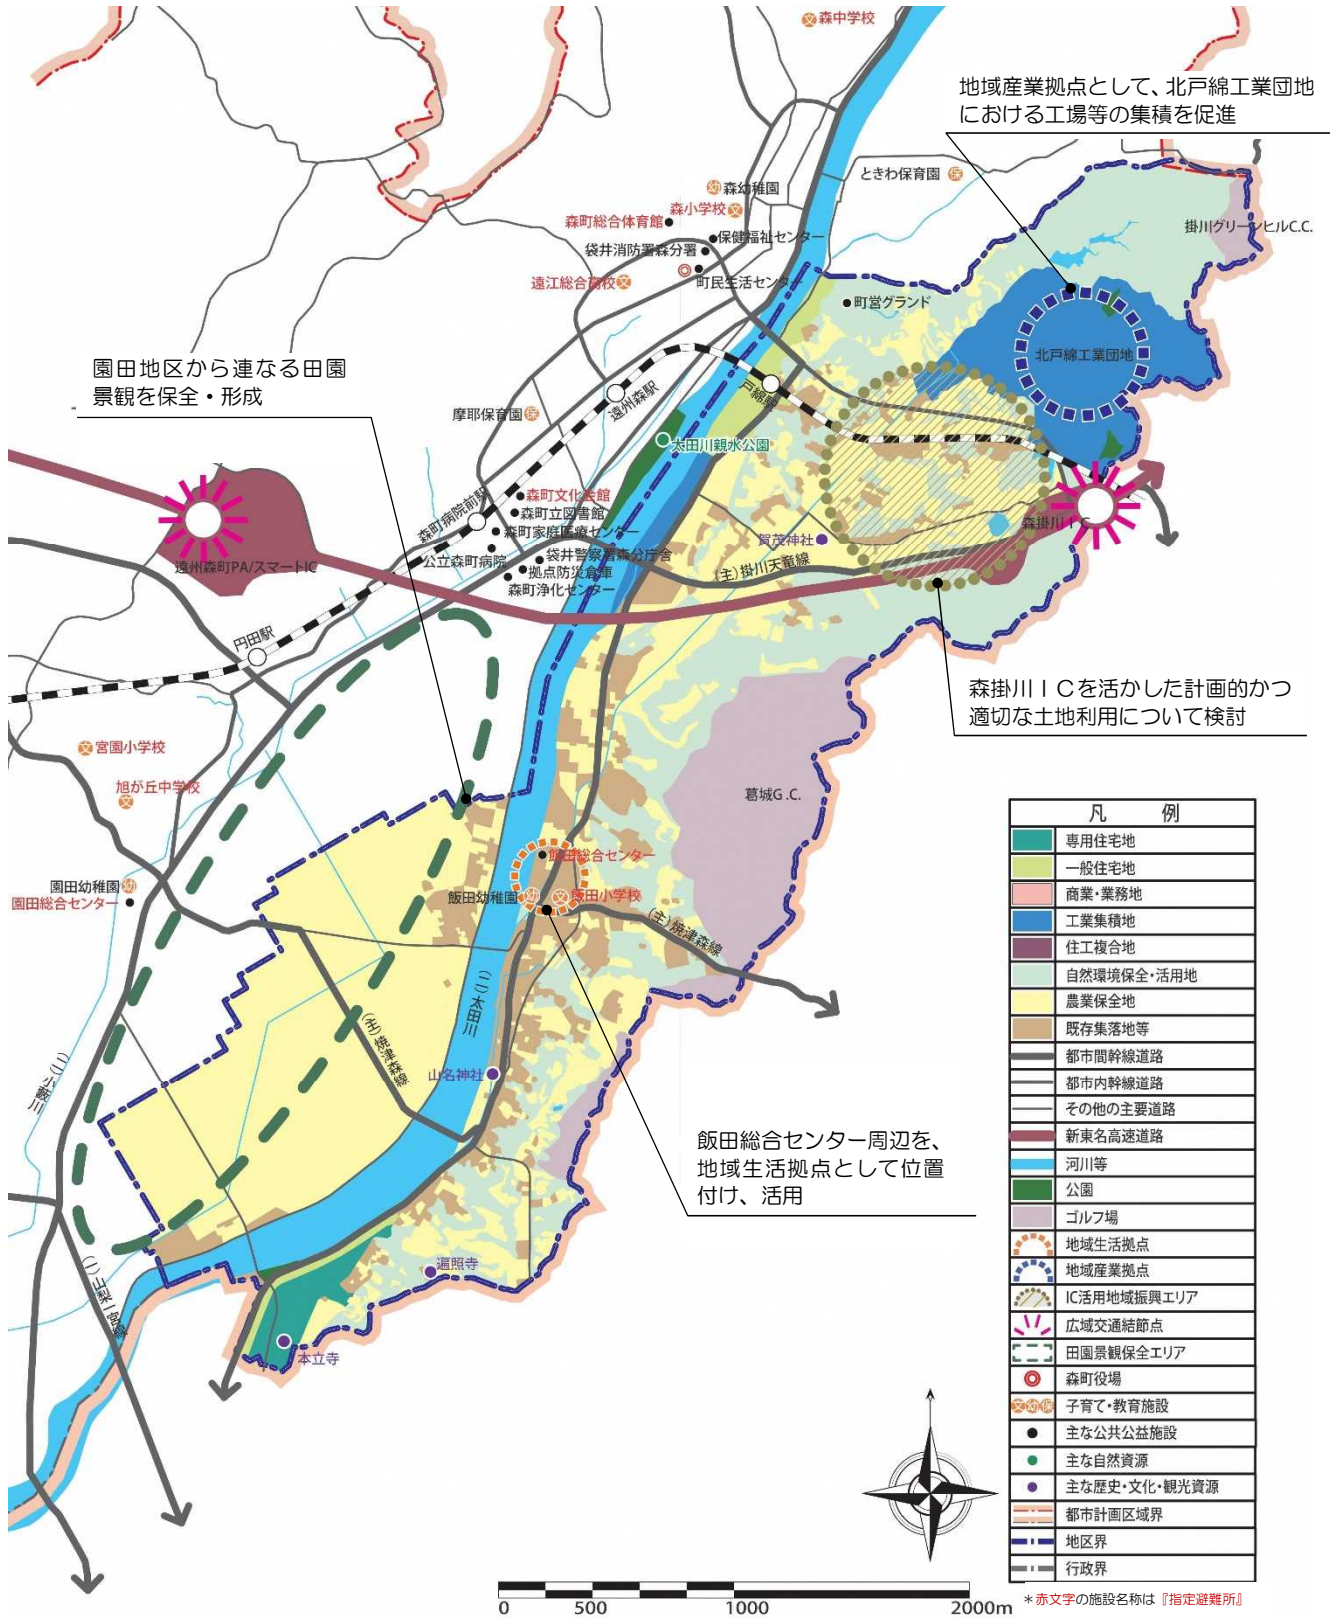 森中学校
地域産業拠点として、北戸綿工業団地
における工場等の集積を促進
ときわ保育園
保
幼
森幼稚園
森小学校
文
森町総合体育館
保健福祉センター
袋井消防署森分署
町民生活センター
遠江総合高校
文
掛川グリーンヒルC.C.
町営グランド
北戸綿工業団地
園田地区から連なる田園
景観を保全・形成
戸綿駅
遠州森駅
摩耶保育園
保
太田川親水公園
森町病院前駅
森町文化会館
森町立図書館
森町家庭医療センター
公立森町病院
袋井警察署森分庁舎
拠点防災倉庫
森町浄化センター
賀茂神社
(主)掛川天竜線
森掛川IC
遠州森町PA/スマートIC
円田駅
森掛川ICを活かした計画的かつ
適切な土地利用について検討
文
宮園小学校
旭が丘中学校
文
葛城G.C.
飯田総合センター
飯田幼稚園
幼
文
飯田小学校
園田幼稚園
幼
園田総合センター
(主)焼津森線
(二)太田川
(主)焼津森線
山名神社
(二)小藪川
飯田総合センター周辺を、
地域生活拠点として位置
付け、活用
遍照寺
本立寺
凡 例
専用住宅地
一般住宅地
商業・業務地
工業集積地
住工複合地
自然環境保全・活用地
農業保全地
既存集落地等
都市間幹線道路
都市内幹線道路
その他の主要道路
新東名高速道路
河川等
公園
ゴルフ場
地域生活拠点
地域産業拠点
IC活用地域振興エリア
広域交通結節点
田園景観保全エリア
森町役場
文幼保
子育て・教育施設
主な公共公益施設
主な自然資源
主な歴史・文化・観光資源
都市計画区域界
地区界
行政界
＊赤文字の施設名称は『指定避難所』
0 500 1000 2000m